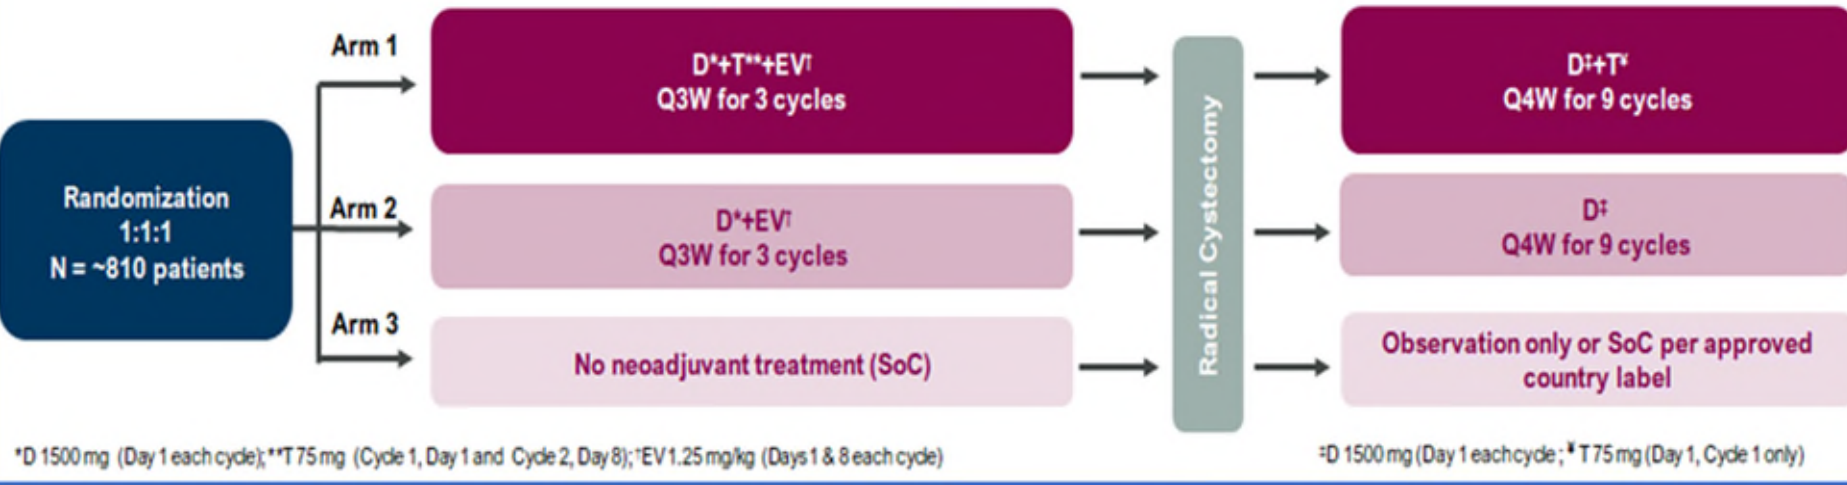 Randomization
1:1:1
N = ~810 patients
Arm 1
D*+T**+EV†
Q3W for 3 cycles
D‡+T¥
Q4W for 9 cycles
Arm 2
D*+EV†
Q3W for 3 cycles
D‡
Q4W for 9 cycles
Arm 3
No neoadjuvant treatment (SoC)
Radical Cystectomy
Observation only or SoC per approved
country label
*D 1500 mg (Day 1 each cycle); **T 75 mg (Cycle 1, Day 1 and Cycle 2, Day 8); †EV 1.25 mg/kg (Days 1 & 8 each cycle)
‡D 1500 mg (Day 1 each cycle; ¥ T 75 mg (Day 1, Cycle 1 only)